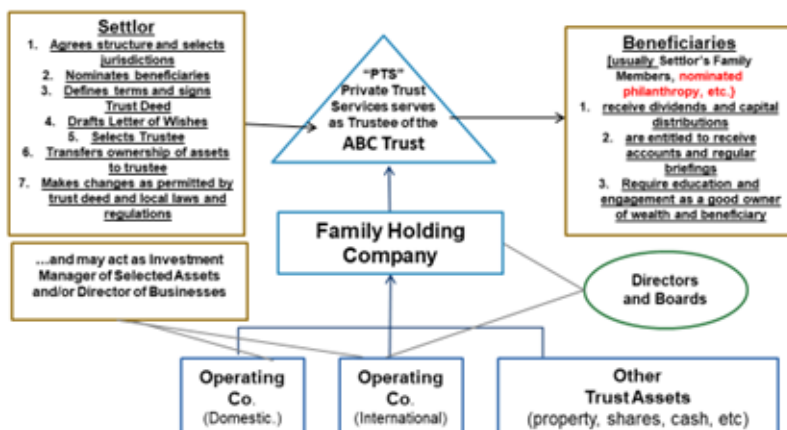 Settlor
1. Agrees structure and selects
jurisdictions
2. Nominates beneficiaries
3. Defines terms and signs
Trust Deed
4. Drafts Letter of Wishes
5. Selects Trustee
6. Transfers ownership of assets
to trustee
7. Makes changes as permitted by
trust deed and local laws and
regulations
"PTS"
Private Trust
Services serves
as Trustee of the
ABC Trust
Beneficiaries
[usually Settlor's Family
Members, nominated
philanthropy, etc.}
1. receive dividends and capital
distributions
2. are entitled to receive
accounts and regular
briefings
3. Require education and
engagement as a good owner
of wealth and beneficiary
...and may act as Investment
Manager of Selected Assets
and/or Director of Businesses
Family Holding
Company
Directors
and Boards
Operating
Co.
(Domestic.)
Operating
Co.
(International)
Other
Trust Assets
(property, shares, cash, etc)